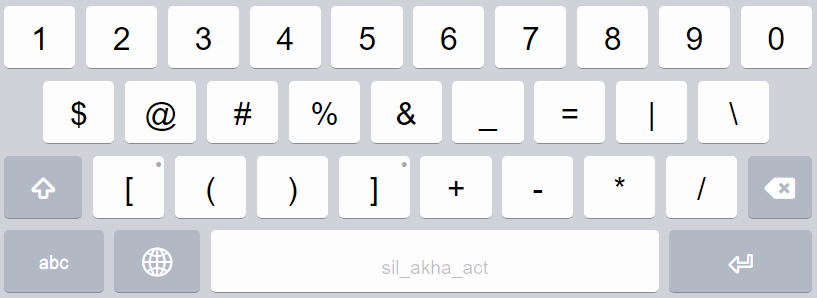 1 2 3 4 5 6 7 8 9 0
$ @ # % & _ = | \
[ ( ) ] + - * /
abc sil_akha_act